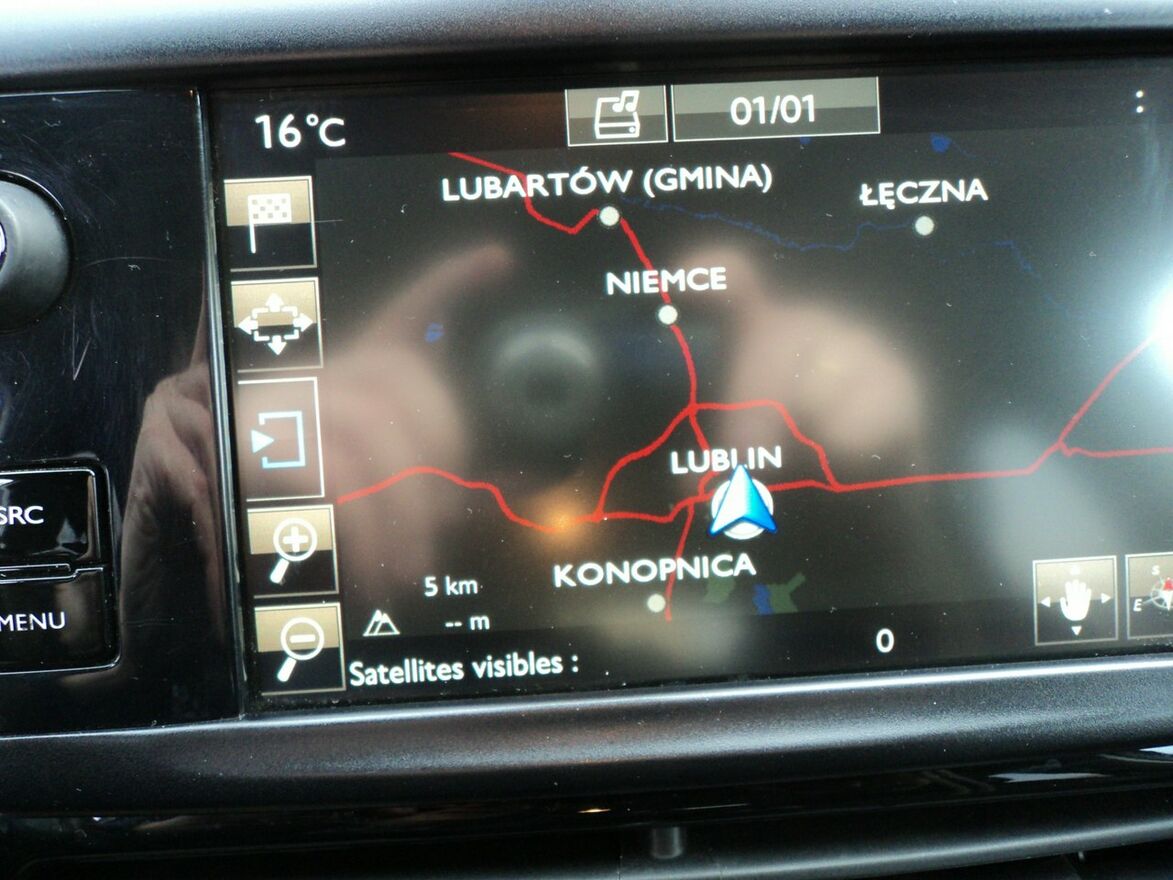 16°C
01/01
LUBARTÓW (GMINA)
ŁĘCZNA
NIEMCE
LUBLIN
SRC
KONOPNICA
5 km
MENU
-- m
S
E
Satellites visibles :
0